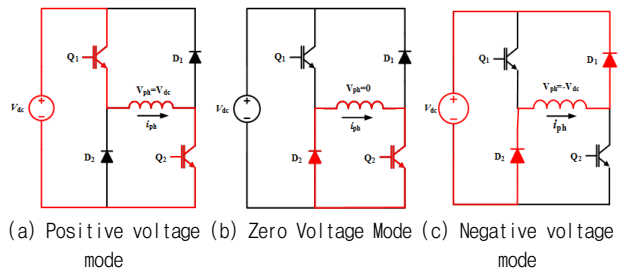 Q1
D1
Vph=Vdc
iph
Vdc
D2
Q2
Q1
D1
Vph=0
iph
Vdc
D2
Q2
Q1
D1
Vph=-Vdc
iph
Vdc
D2
Q2
(a) Positive voltage mode
(b) Zero Voltage Mode
(c) Negative voltage mode